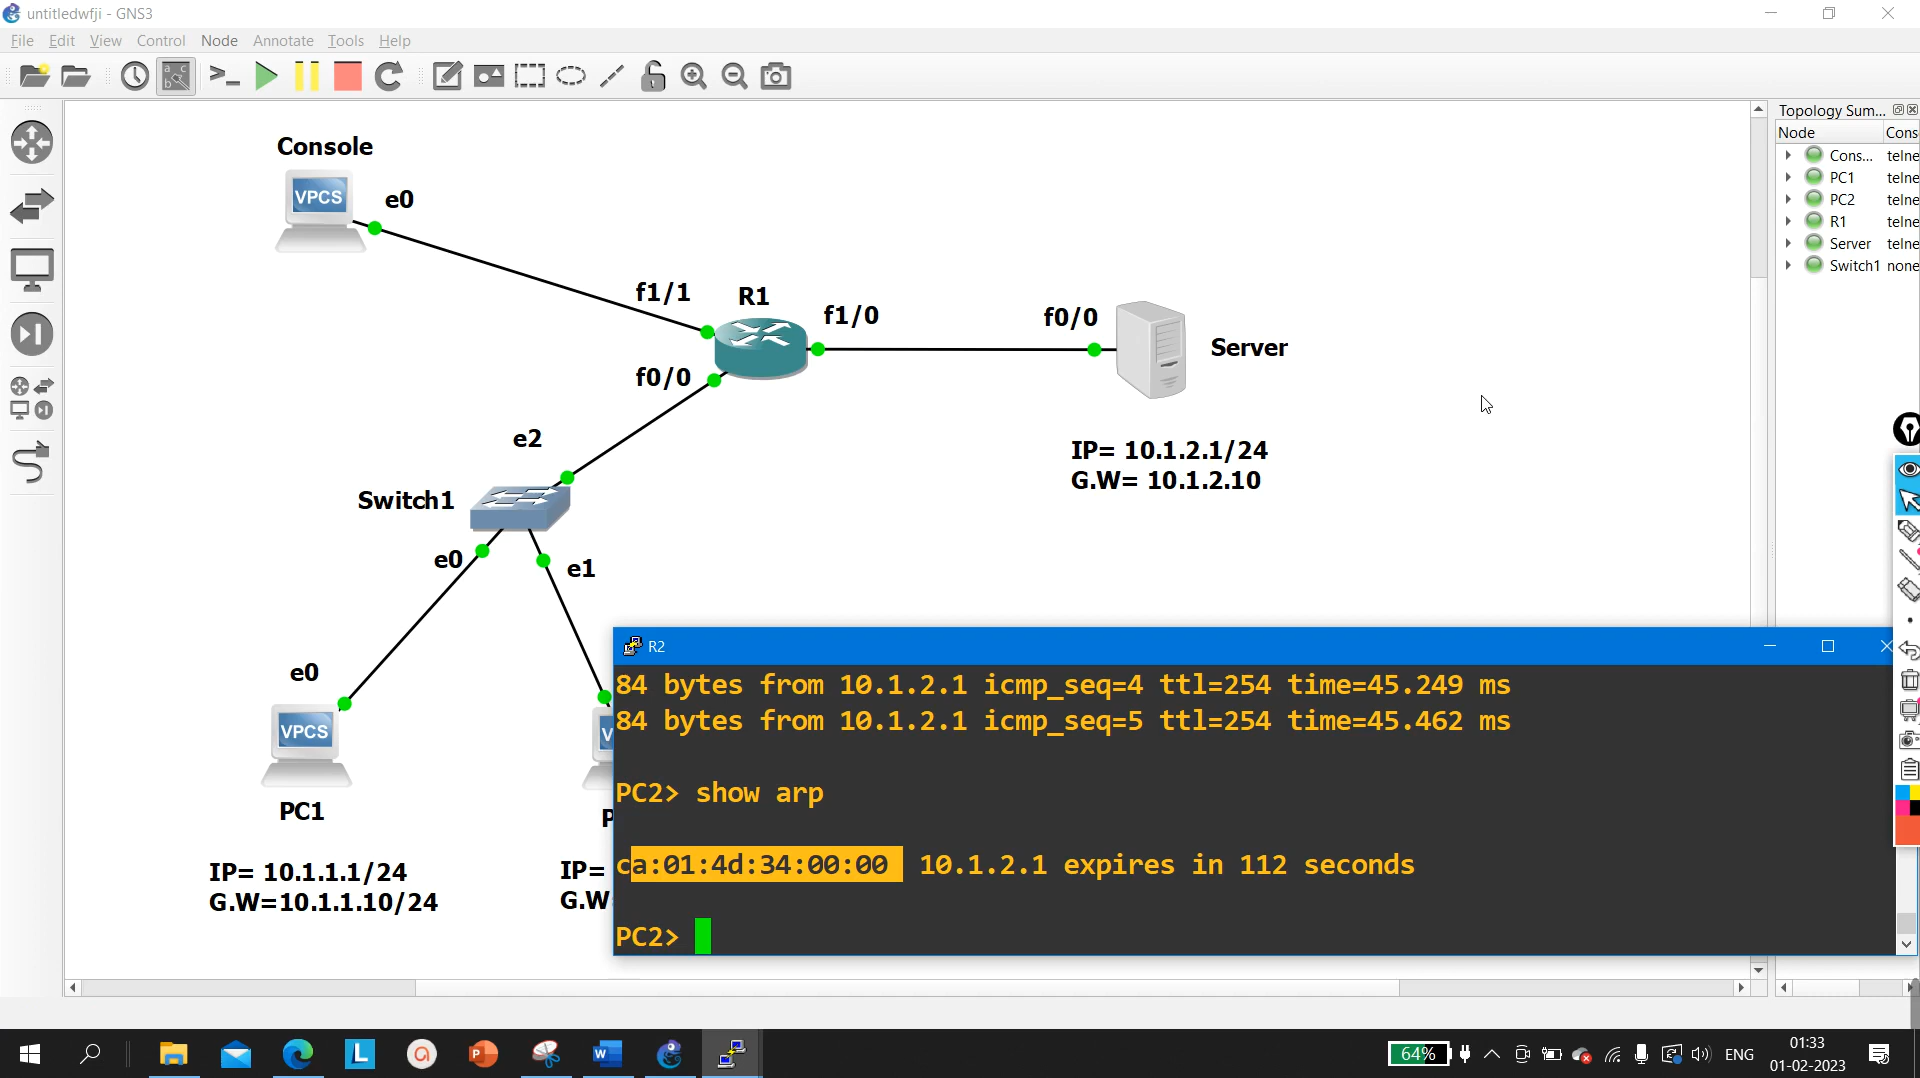 untitledwfji - GNS3
File Edit View Control Node Annotate Tools Help
Topology Sum...
Node Cons
Cons... telne
PC1 telne
PC2 telne
R1 telne
Server telne
Switch1 none
Console
VPCS
e0
f1/1
R1
f1/0
f0/0
Server
f0/0
e2
IP= 10.1.2.1/24
G.W= 10.1.2.10
Switch1
e0
e1
e0
VPCS
PC1
IP= 10.1.1.1/24
G.W=10.1.1.10/24
V
P
IP=
G.W
R2
84 bytes from 10.1.2.1 icmp_seq=4 ttl=254 time=45.249 ms
84 bytes from 10.1.2.1 icmp_seq=5 ttl=254 time=45.462 ms
PC2> show arp
ca:01:4d:34:00:00 10.1.2.1 expires in 112 seconds
PC2>
64%
ENG
01:33
01-02-2023